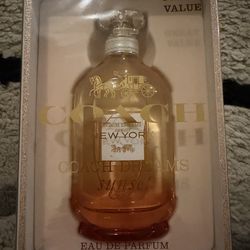 VALUE
COACH
NEW YORK
COACH DREAMS
sunset
EAU DE PARFUM